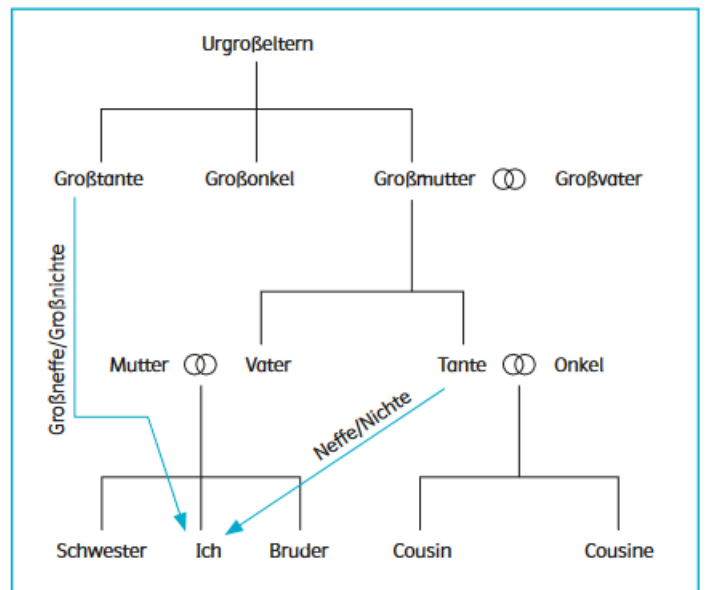 Urgroßeltern
Großtante Großonkel Großmutter Großvater
Großneffe/Großnichte
Mutter Vater Tante Onkel
Neffe/Nichte
Schwester Ich Bruder Cousin Cousine